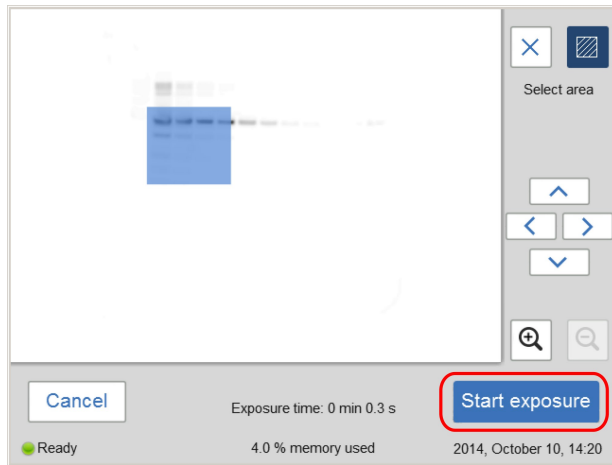 Select area
Cancel
Exposure time: 0 min 0.3 s
Start exposure
Ready
4.0 % memory used
2014, October 10, 14:20